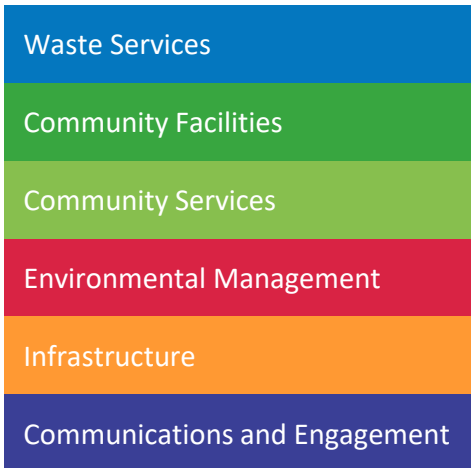 Waste Services
Community Facilities
Community Services
Environmental Management
Infrastructure
Communications and Engagement